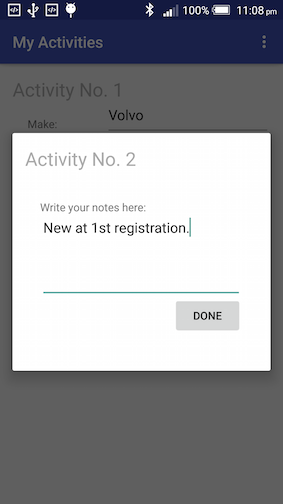 100% 11:08 pm
My Activities
Activity No. 1
Make: Volvo
Activity No. 2
Write your notes here:
New at 1st registration.
DONE